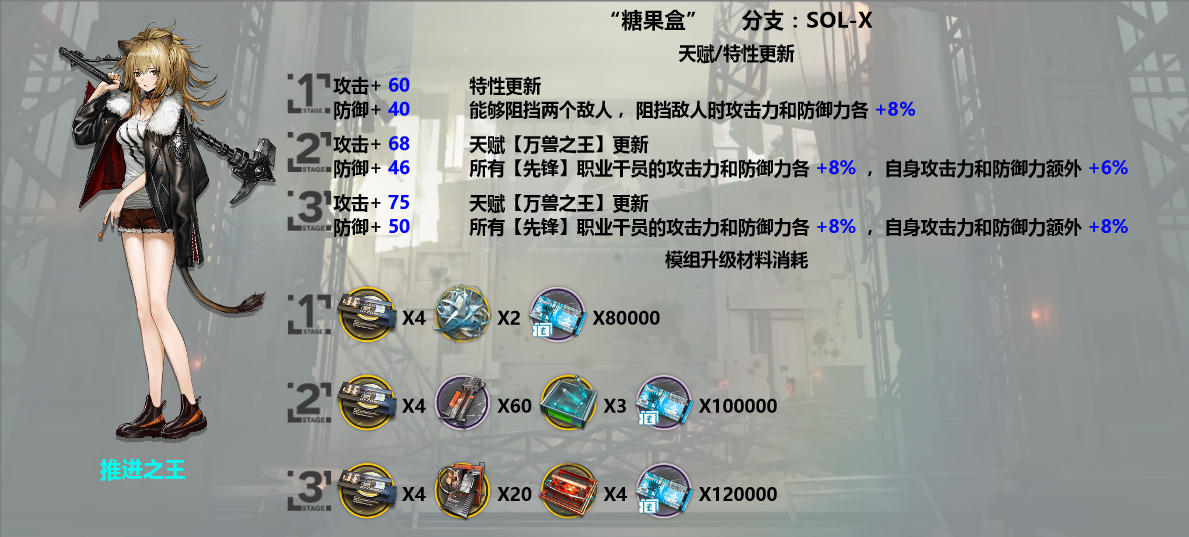 “糖果盒” 分支：SOL-X
天赋/特性更新
1 STAGE 攻击+ 60 特性更新
防御+ 40 能够阻挡两个敌人，阻挡敌人时攻击力和防御力各 +8%
2 STAGE 攻击+ 68 天赋【万兽之王】更新
防御+ 46 所有【先锋】职业干员的攻击力和防御力各 +8% ，自身攻击力和防御力额外 +6%
3 STAGE 攻击+ 75 天赋【万兽之王】更新
防御+ 50 所有【先锋】职业干员的攻击力和防御力各 +8% ，自身攻击力和防御力额外 +8%
模组升级材料消耗
1 STAGE X4 X2 X80000
2 STAGE X4 X60 X3 X100000
推进之王
3 STAGE X4 X20 X4 X120000